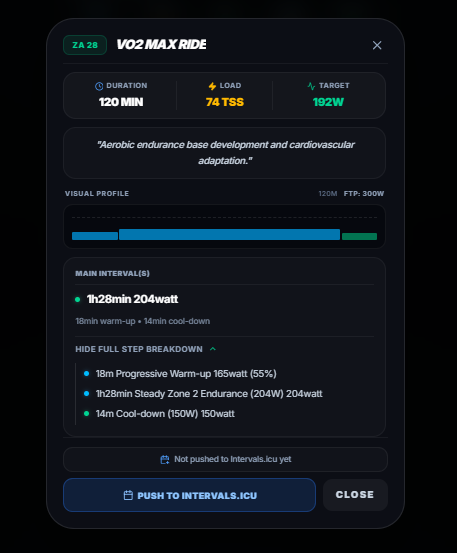 ZA 28
VO2 MAX RIDE
DURATION
120 MIN
LOAD
74 TSS
TARGET
192W
"Aerobic endurance base development and cardiovascular
adaptation."
VISUAL PROFILE
120M FTP: 300W
MAIN INTERVAL(S)
1h28min 204watt
18min warm-up • 14min cool-down
HIDE FULL STEP BREAKDOWN
18m Progressive Warm-up 165watt (55%)
1h28min Steady Zone 2 Endurance (204W) 204watt
14m Cool-down (150W) 150watt
Not pushed to Intervals.icu yet
PUSH TO INTERVALS.ICU
CLOSE